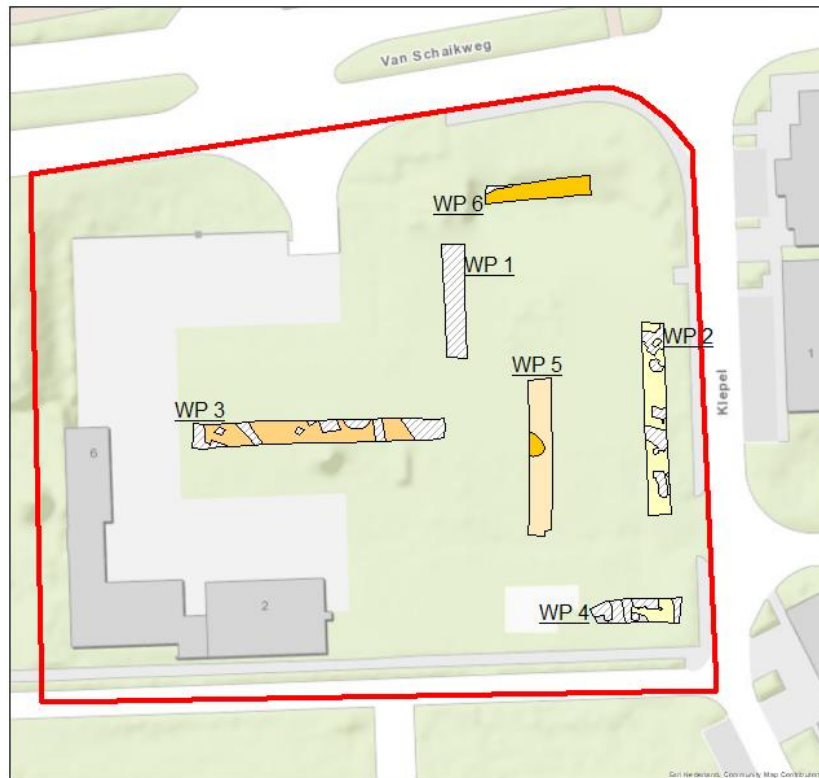 Van Schaikweg
WP 6
WP 1
WP 2
1
WP 5
Klepel
WP 3
6
2
WP 4
Esri Nederland, Community Map Contributors